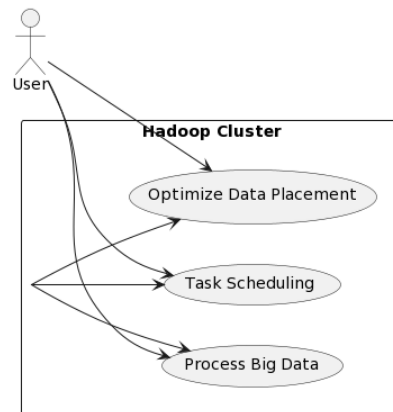 User
Hadoop Cluster
Optimize Data Placement
Task Scheduling
Process Big Data